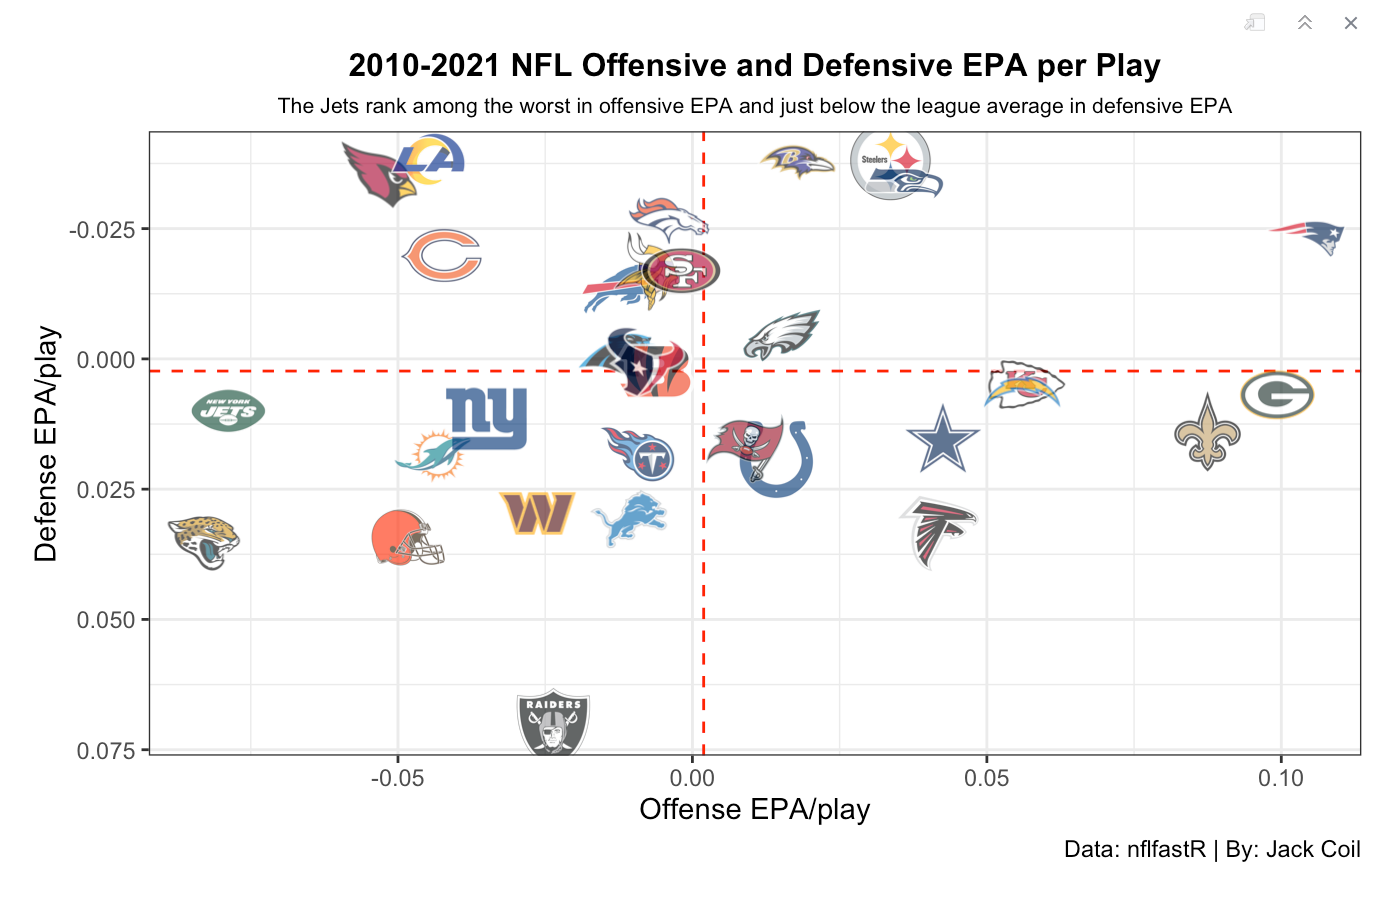 2010-2021 NFL Offensive and Defensive EPA per Play
The Jets rank among the worst in offensive EPA and just below the league average in defensive EPA
Defense EPA/play
-0.025
0.000
0.025
0.050
0.075
LA
B
Steelers
SF
NEW YORK
JETS
ny
KC
G
T
W
RAIDERS
-0.05
0.00
0.05
0.10
Offense EPA/play
Data: nflfastR | By: Jack Coil